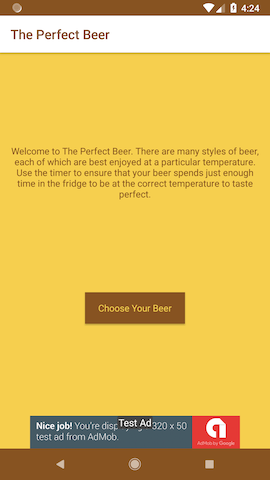 4:24
The Perfect Beer
Welcome to The Perfect Beer. There are many styles of beer,
each of which are best enjoyed at a particular temperature.
Use the timer to ensure that your beer spends just enough
time in the fridge to be at the correct temperature to taste
perfect.
Choose Your Beer
Test Ad
Nice job! You're display 320 x 50
test ad from AdMob.
AdMob by Google